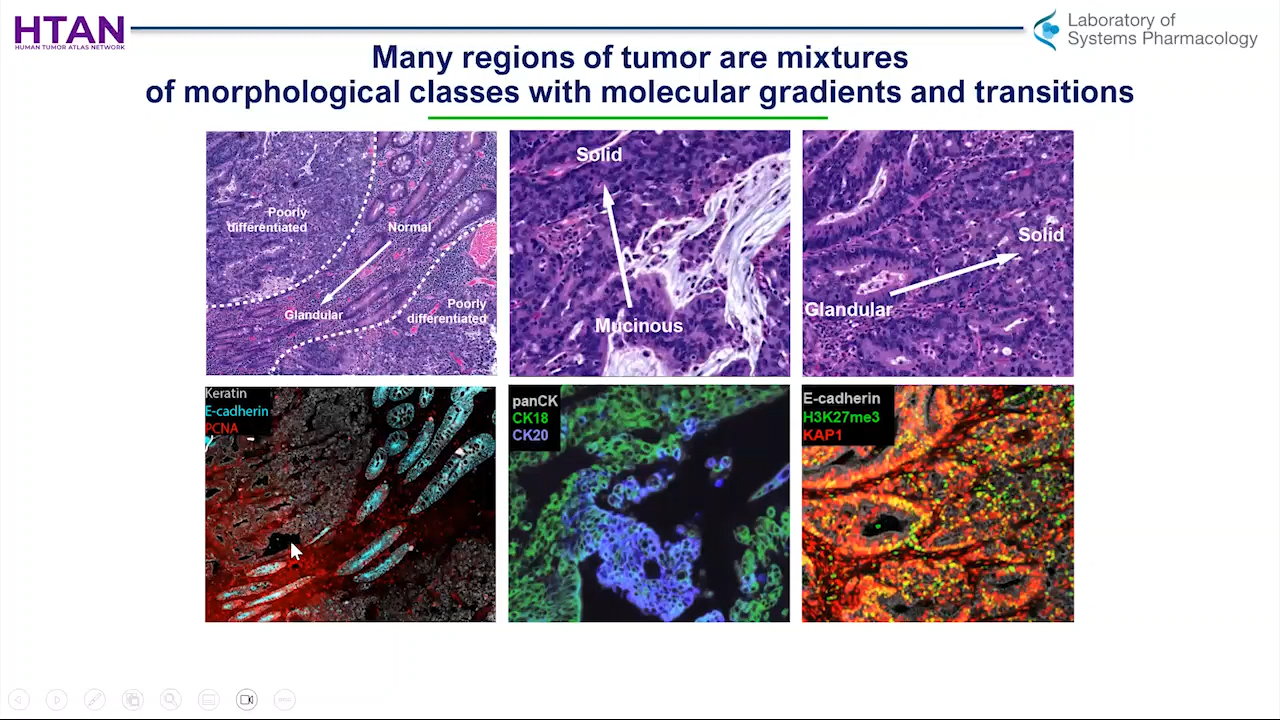 HTAN
HUMAN TUMOR ATLAS NETWORK
Laboratory of
Systems Pharmacology
Many regions of tumor are mixtures
of morphological classes with molecular gradients and transitions
Poorly
differentiated
Normal
Glandular
Poorly
differentiated
Solid
Mucinous
Solid
Glandular
Keratin
E-cadherin
PCNA
panCK
CK18
CK20
E-cadherin
H3K27me3
KAP1